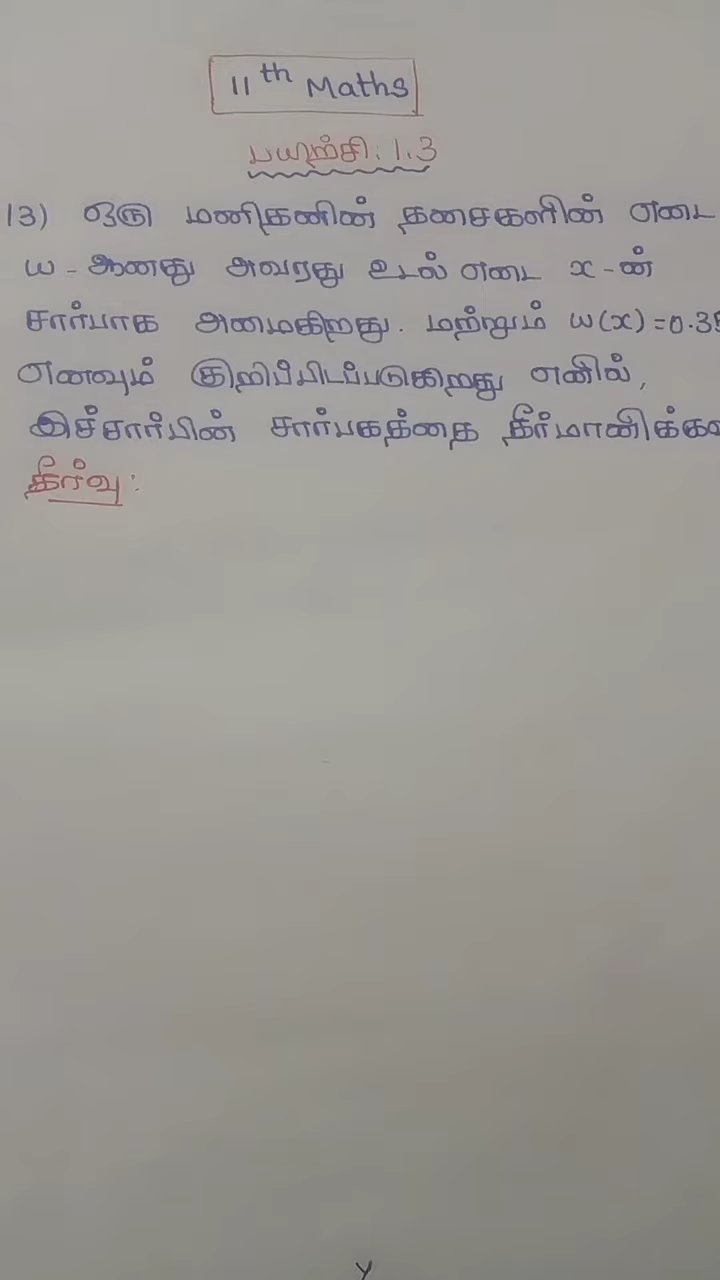 11th Maths
பயிற்சி: 1.3
13) ஒரு மனிதனின் தசைகளின் எடை
w - ஆனது அவரது உடல் எடை x - ன்
சார்பாக அமைகிறது. மற்றும் w(x) = 0.35
எனவும் குறிப்பிடப்படுகிறது எனில்,
இச்சார்பின் சார்பகத்தை தீர்மானிக்க
தீர்வு: